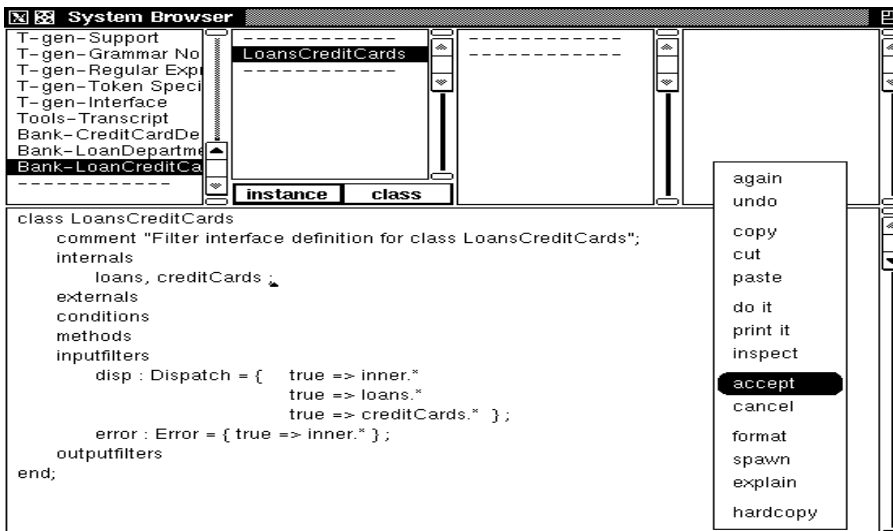 System Browser
T-gen-Support
T-gen-Grammar No
T-gen-Regular Expr
T-gen-Token Speci
T-gen-Interface
Tools-Transcript
Bank-CreditCardDe
Bank-LoanDepartme
Bank-LoanCreditCa
-------------
-------------
LoansCreditCards
-------------
-------------
-------------
instance class
class LoansCreditCards
comment "Filter interface definition for class LoansCreditCards";
internals
loans, creditCards ;
externals
conditions
methods
inputfilters
disp : Dispatch = { true => inner.*
true => loans.*
true => creditCards.* } ;
error : Error = { true => inner.* } ;
outputfilters
end;
again
undo
copy
cut
paste
do it
print it
inspect
accept
cancel
format
spawn
explain
hardcopy